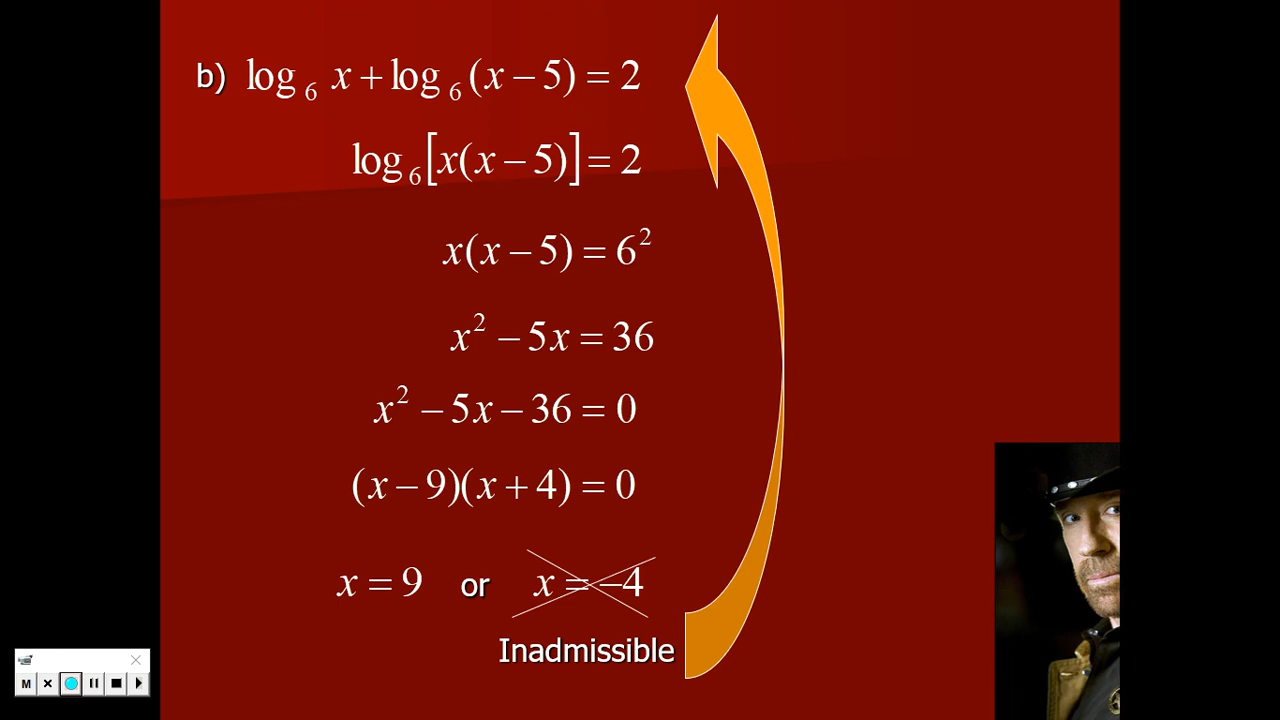 b) log₆ x + log₆ (x − 5) = 2
log₆[x(x − 5)] = 2
x(x − 5) = 6²
x² − 5x = 36
x² − 5x − 36 = 0
(x − 9)(x + 4) = 0
x = 9 or x = −4
Inadmissible
M